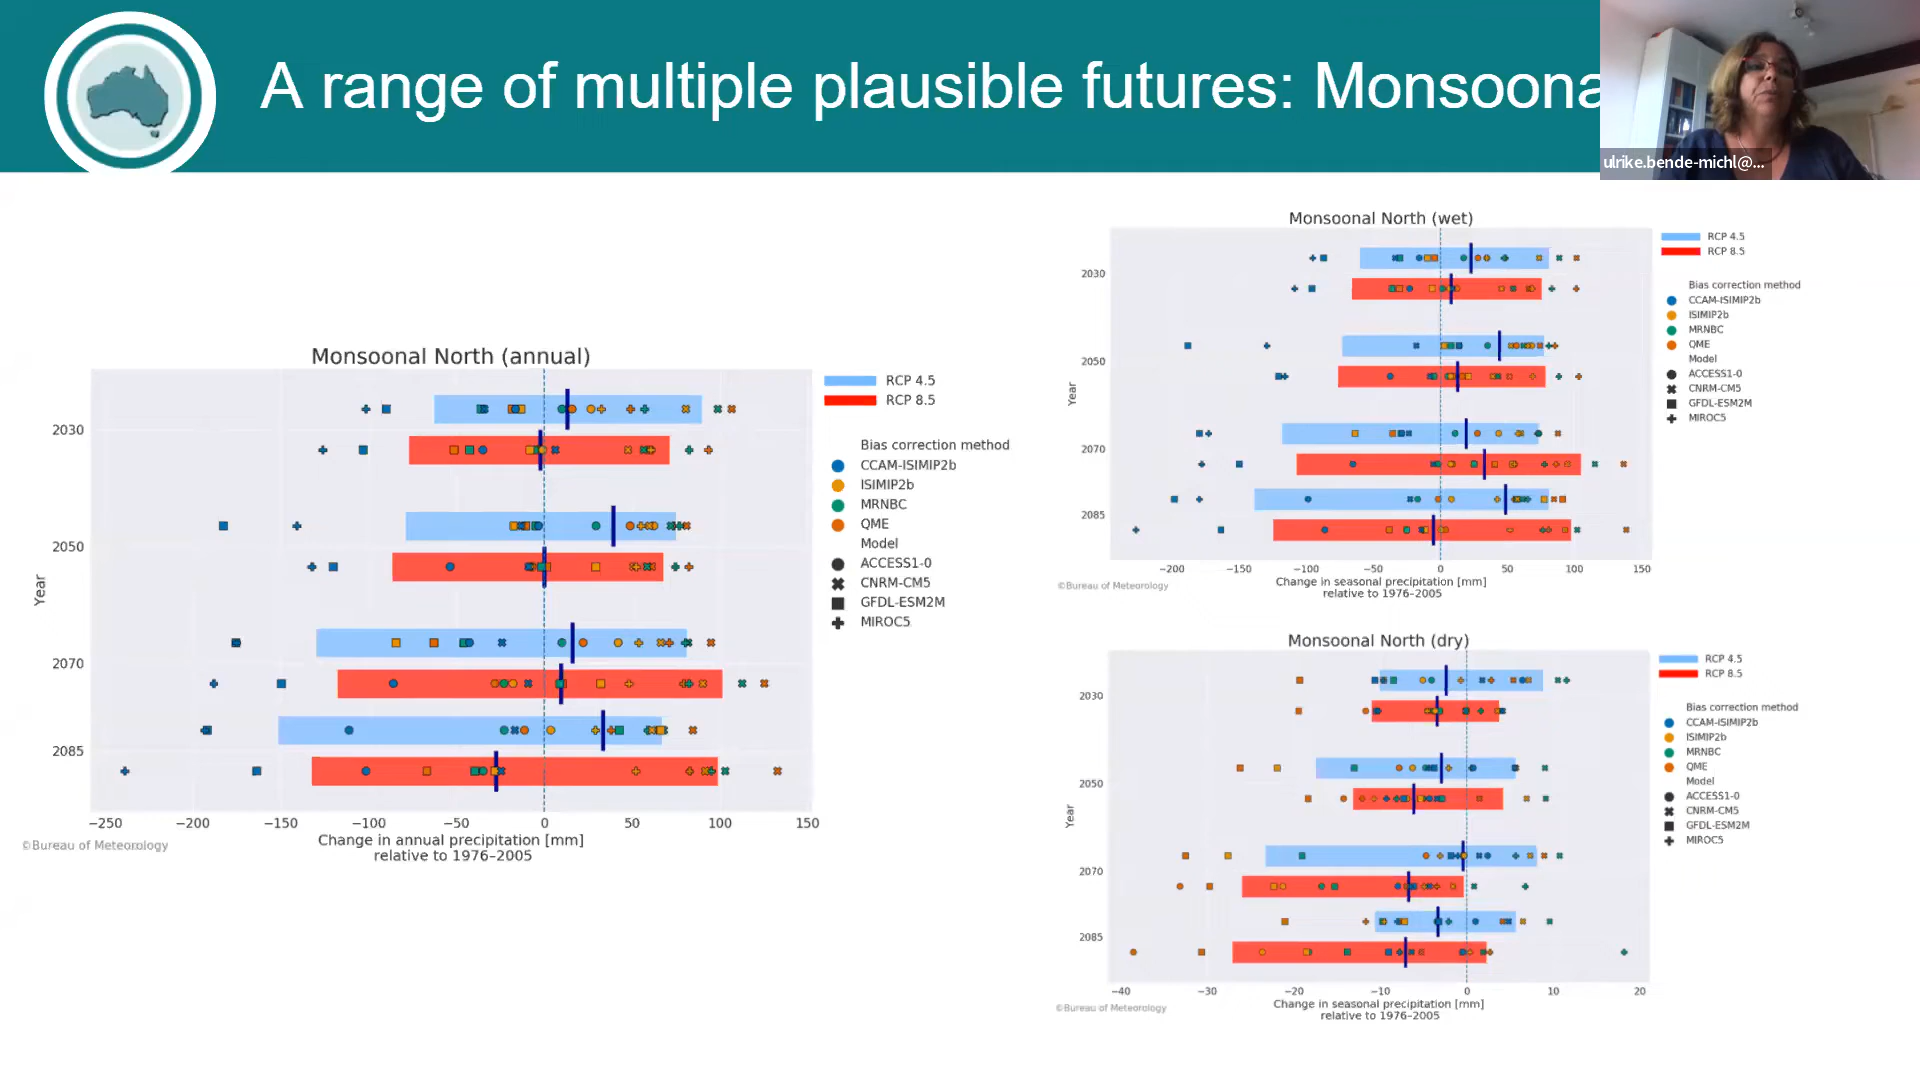 A range of multiple plausible futures: Monsoona
ulrike.bende-michl@...
Monsoonal North (annual)
RCP 4.5
RCP 8.5
Bias correction method
CCAM-ISIMIP2b
ISIMIP2b
MRNBC
QME
Model
ACCESS1-0
CNRM-CM5
GFDL-ESM2M
MIROC5
Year
2030
2050
2070
2085
−250 −200 −150 −100 −50 0 50 100 150
Change in annual precipitation [mm]
relative to 1976–2005
©Bureau of Meteorology
Monsoonal North (wet)
RCP 4.5
RCP 8.5
Bias correction method
CCAM-ISIMIP2b
ISIMIP2b
MRNBC
QME
Model
ACCESS1-0
CNRM-CM5
GFDL-ESM2M
MIROC5
Year
2030
2050
2070
2085
−200 −150 −100 −50 0 50 100 150
Change in seasonal precipitation [mm]
relative to 1976–2005
©Bureau of Meteorology
Monsoonal North (dry)
RCP 4.5
RCP 8.5
Bias correction method
CCAM-ISIMIP2b
ISIMIP2b
MRNBC
QME
Model
ACCESS1-0
CNRM-CM5
GFDL-ESM2M
MIROC5
Year
2030
2050
2070
2085
−40 −30 −20 −10 0 10 20
Change in seasonal precipitation [mm]
relative to 1976–2005
©Bureau of Meteorology